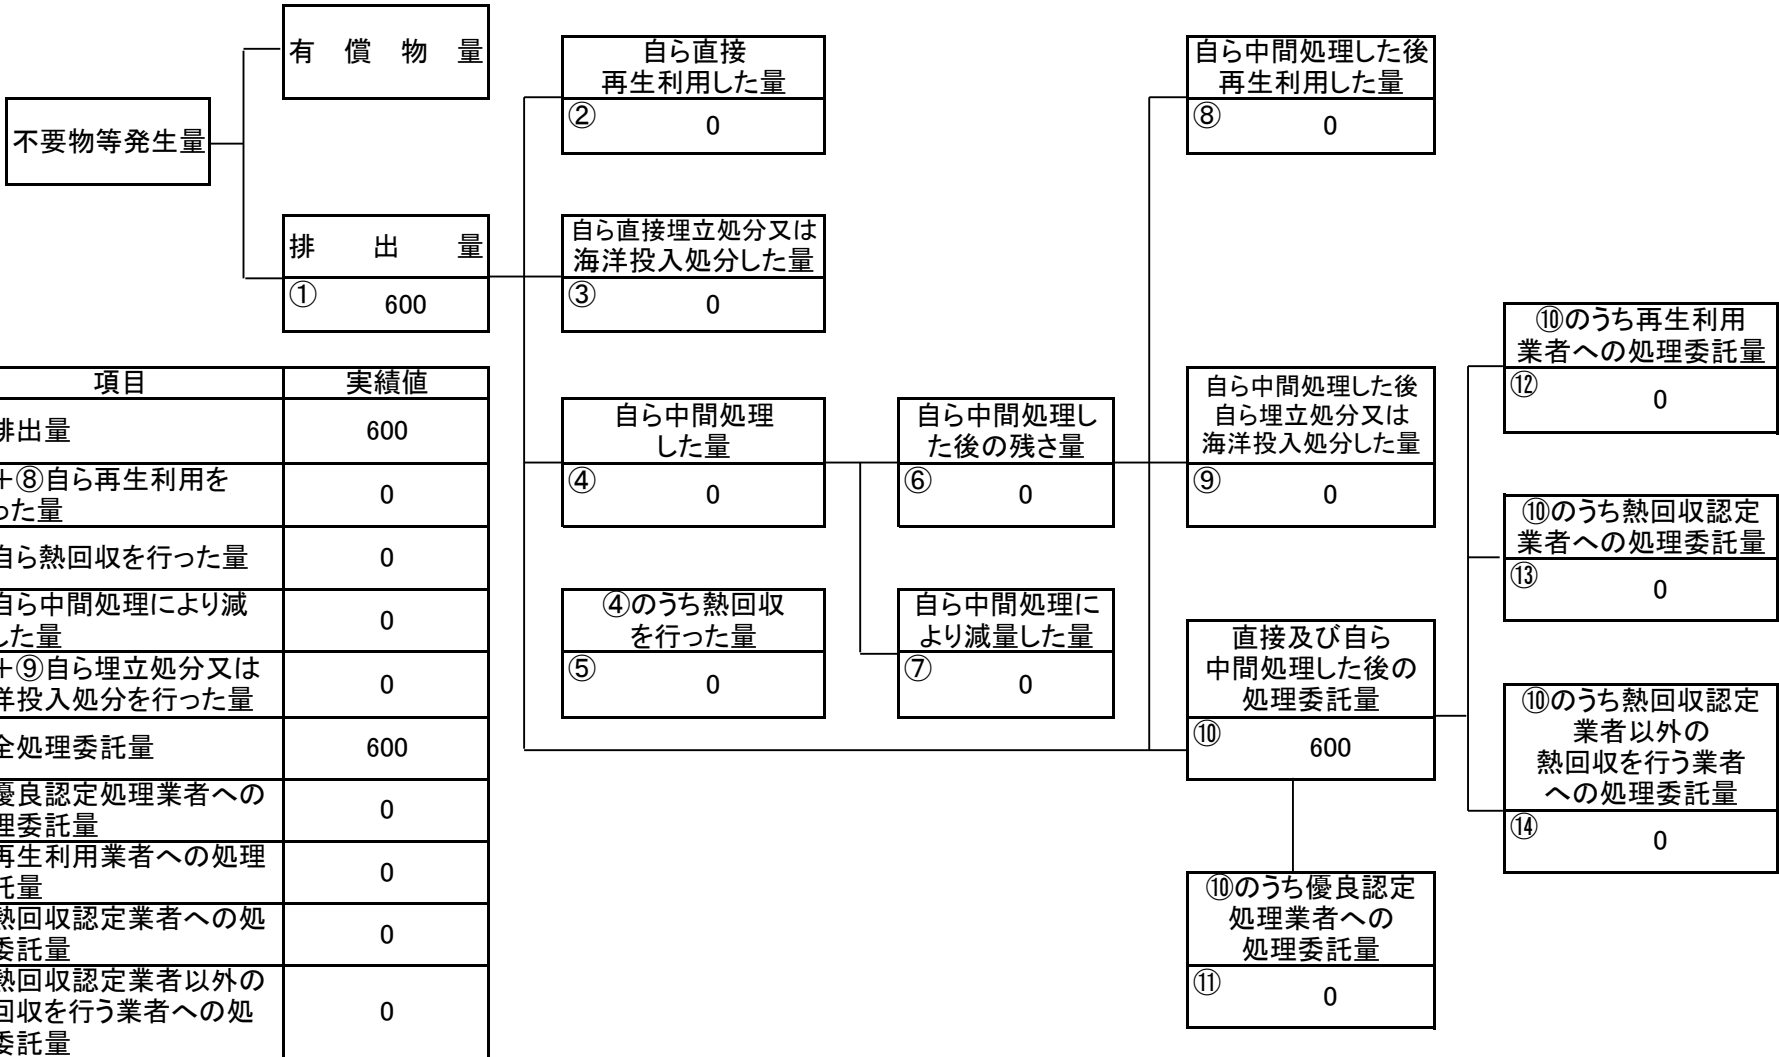 有償物量
不要物等発生量
排出量
① 600
自ら直接
再生利用した量
② 0
自ら直接埋立処分又は
海洋投入処分した量
③ 0
自ら中間処理
した量
④ 0
④のうち熱回収
を行った量
⑤ 0
自ら中間処理し
た後の残さ量
⑥ 0
自ら中間処理に
より減量した量
⑦ 0
自ら中間処理した後
再生利用した量
⑧ 0
自ら中間処理した後
自ら埋立処分又は
海洋投入処分した量
⑨ 0
直接及び自ら
中間処理した後の
処理委託量
⑩ 600
⑩のうち優良認定
処理業者への
処理委託量
⑪ 0
⑩のうち再生利用
業者への処理委託量
⑫ 0
⑩のうち熱回収認定
業者への処理委託量
⑬ 0
⑩のうち熱回収認定
業者以外の
熱回収を行う業者
への処理委託量
⑭ 0
項目 実績値
排出量 600
+⑧自ら再生利用を
った量 0
自ら熱回収を行った量 0
自ら中間処理により減
した量 0
+⑨自ら埋立処分又は
洋投入処分を行った量 0
全処理委託量 600
優良認定処理業者への
理委託量 0
再生利用業者への処理
託量 0
熱回収認定業者への処
委託量 0
熱回収認定業者以外の
回収を行う業者への処
委託量 0